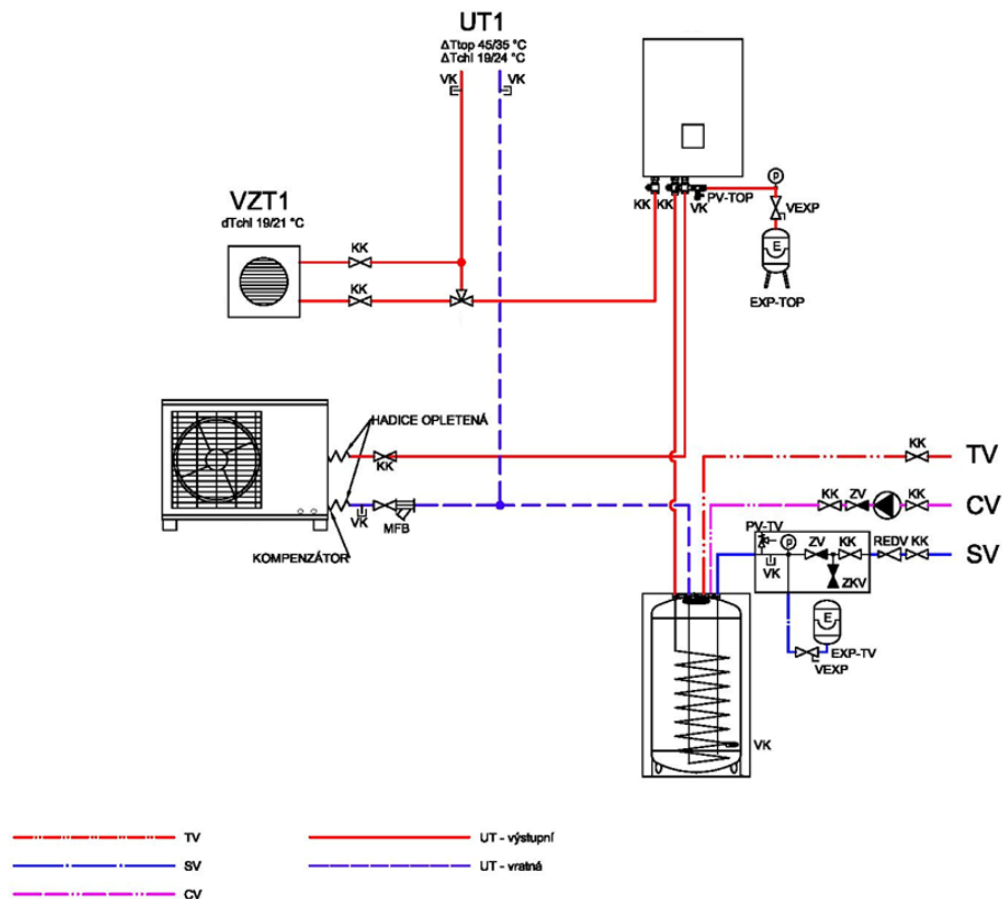 UT1
ΔTtop 45/35 °C
ΔTchl 19/24 °C
VK
VK
VZT1
dTchl 19/21 °C
KK
KK
KK
KK
VK
PV-TOP
P
VEXP
E
EXP-TOP
HADICE OPLETENÁ
KK
VK
MFB
KOMPENZÁTOR
KK
TV
KK
ZV
KK
CV
PV-TV
P
ZV
KK
REDV
KK
SV
VK
ZKV
E
EXP-TV
VEXP
VK
TV
UT - výstupní
SV
UT - vratná
CV